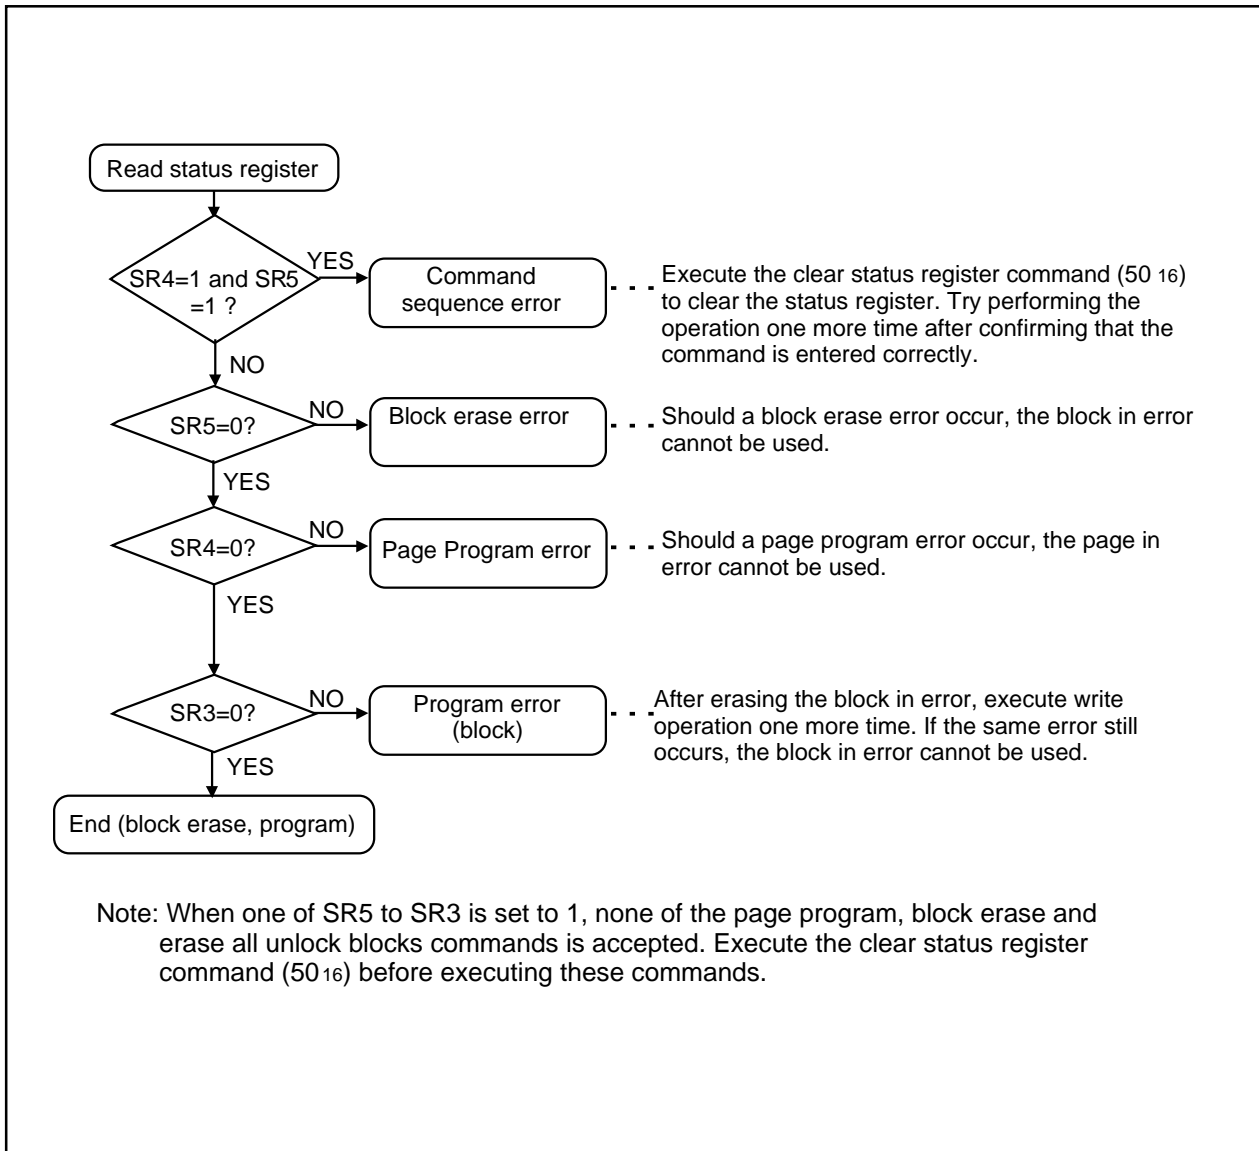 Read status register
SR4=1 and SR5
=1 ?
YES
Command
sequence error
Execute the clear status register command (50 16)
to clear the status register. Try performing the
operation one more time after confirming that the
command is entered correctly.
NO
SR5=0?
NO
Block erase error
Should a block erase error occur, the block in error
cannot be used.
YES
SR4=0?
NO
Page Program error
Should a page program error occur, the page in
error cannot be used.
YES
SR3=0?
NO
Program error
(block)
After erasing the block in error, execute write
operation one more time. If the same error still
occurs, the block in error cannot be used.
YES
End (block erase, program)
Note: When one of SR5 to SR3 is set to 1, none of the page program, block erase and
erase all unlock blocks commands is accepted. Execute the clear status register
command (5016) before executing these commands.